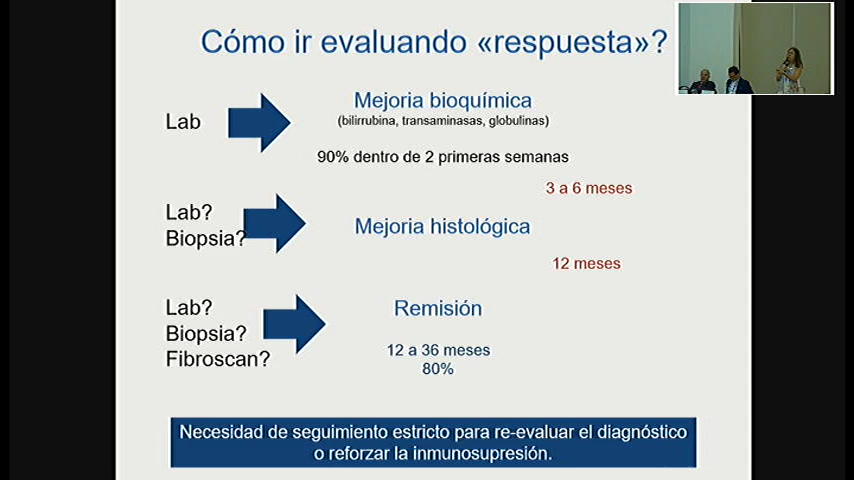 Cómo ir evaluando «respuesta»?
Lab
Mejoria bioquímica
(bilirrubina, transaminasas, globulinas)
90% dentro de 2 primeras semanas
3 a 6 meses
Lab?
Biopsia?
Mejoria histológica
12 meses
Lab?
Biopsia?
Fibroscan?
Remisión
12 a 36 meses
80%
Necesidad de seguimiento estricto para re-evaluar el diagnóstico
o reforzar la inmunosupresión.